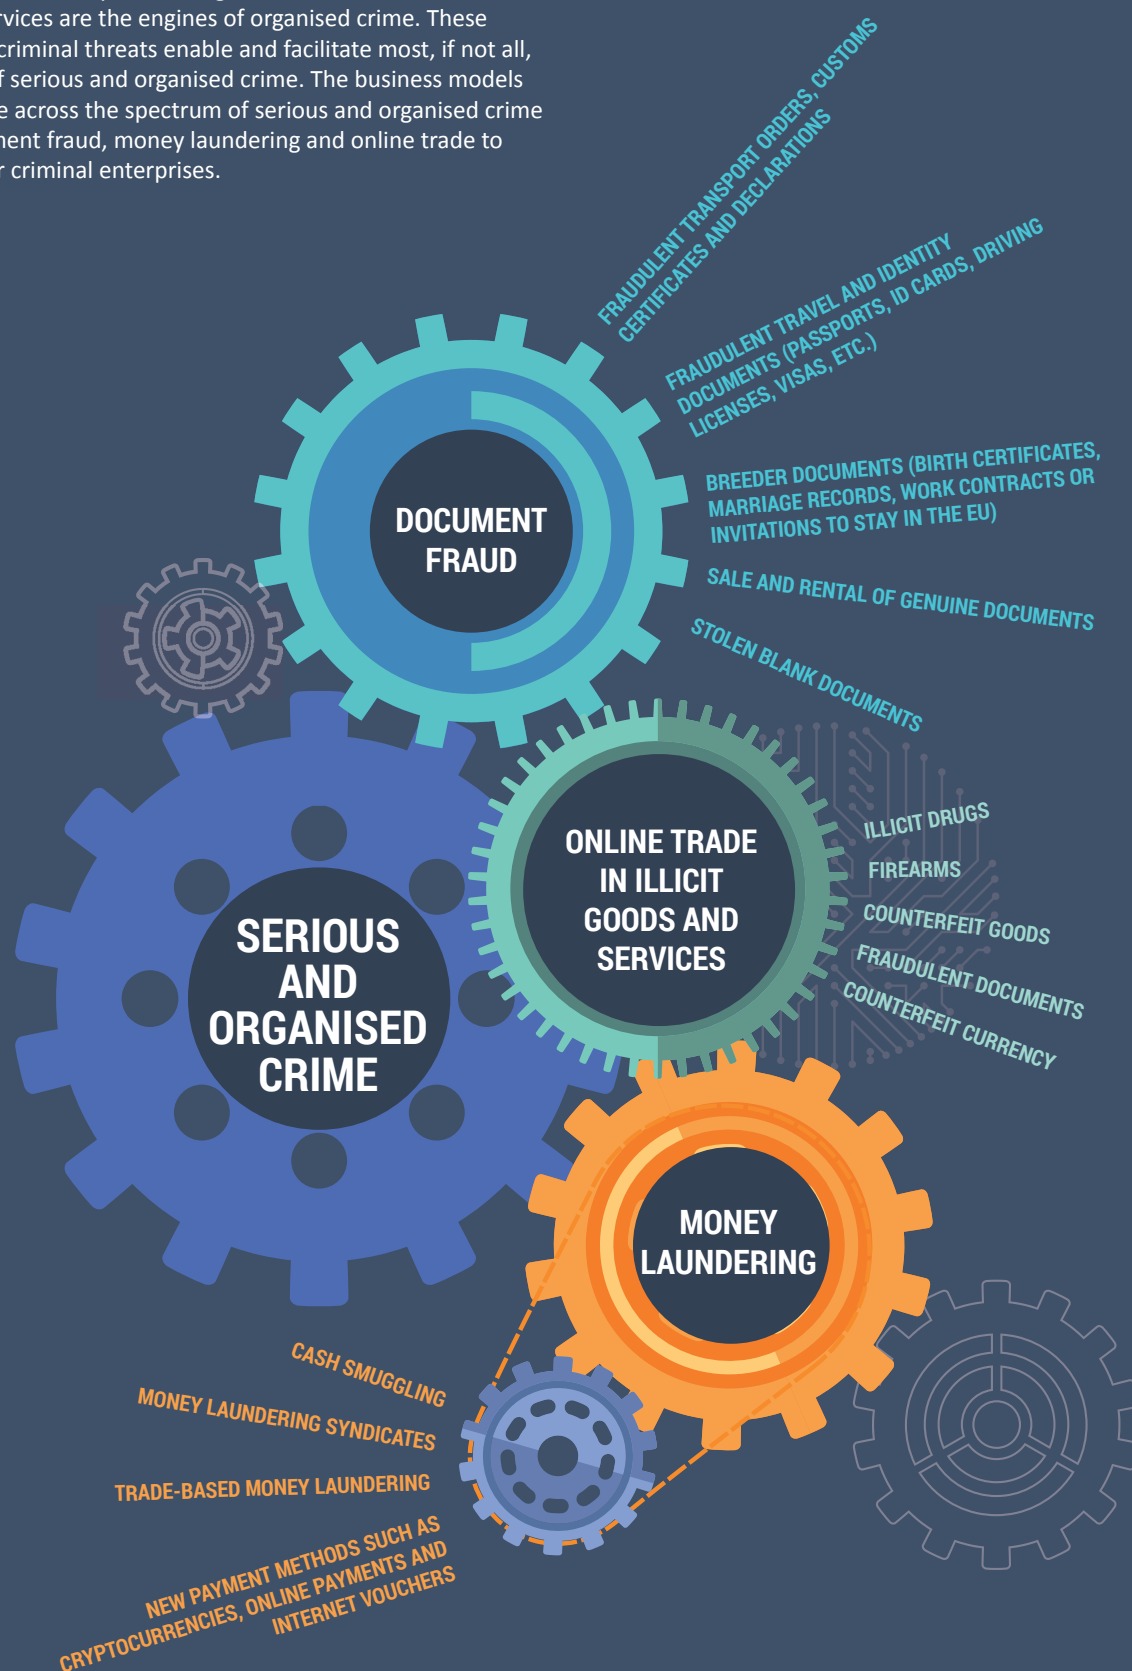 rvices are the engines of organised crime. These
criminal threats enable and facilitate most, if not all,
f serious and organised crime. The business models
e across the spectrum of serious and organised crime
ment fraud, money laundering and online trade to
r criminal enterprises.
FRAUDULENT TRANSPORT ORDERS, CUSTOMS
CERTIFICATES AND DECLARATIONS
FRAUDULENT TRAVEL AND IDENTITY
DOCUMENTS (PASSPORTS, ID CARDS, DRIVING
LICENSES, VISAS, ETC.)
BREEDER DOCUMENTS (BIRTH CERTIFICATES,
MARRIAGE RECORDS, WORK CONTRACTS OR
INVITATIONS TO STAY IN THE EU)
SALE AND RENTAL OF GENUINE DOCUMENTS
STOLEN BLANK DOCUMENTS
DOCUMENT
FRAUD
ONLINE TRADE
IN ILLICIT
GOODS AND
SERVICES
ILLICIT DRUGS
FIREARMS
COUNTERFEIT GOODS
FRAUDULENT DOCUMENTS
COUNTERFEIT CURRENCY
SERIOUS
AND
ORGANISED
CRIME
MONEY
LAUNDERING
CASH SMUGGLING
MONEY LAUNDERING SYNDICATES
TRADE-BASED MONEY LAUNDERING
NEW PAYMENT METHODS SUCH AS
CRYPTOCURRENCIES, ONLINE PAYMENTS AND
INTERNET VOUCHERS